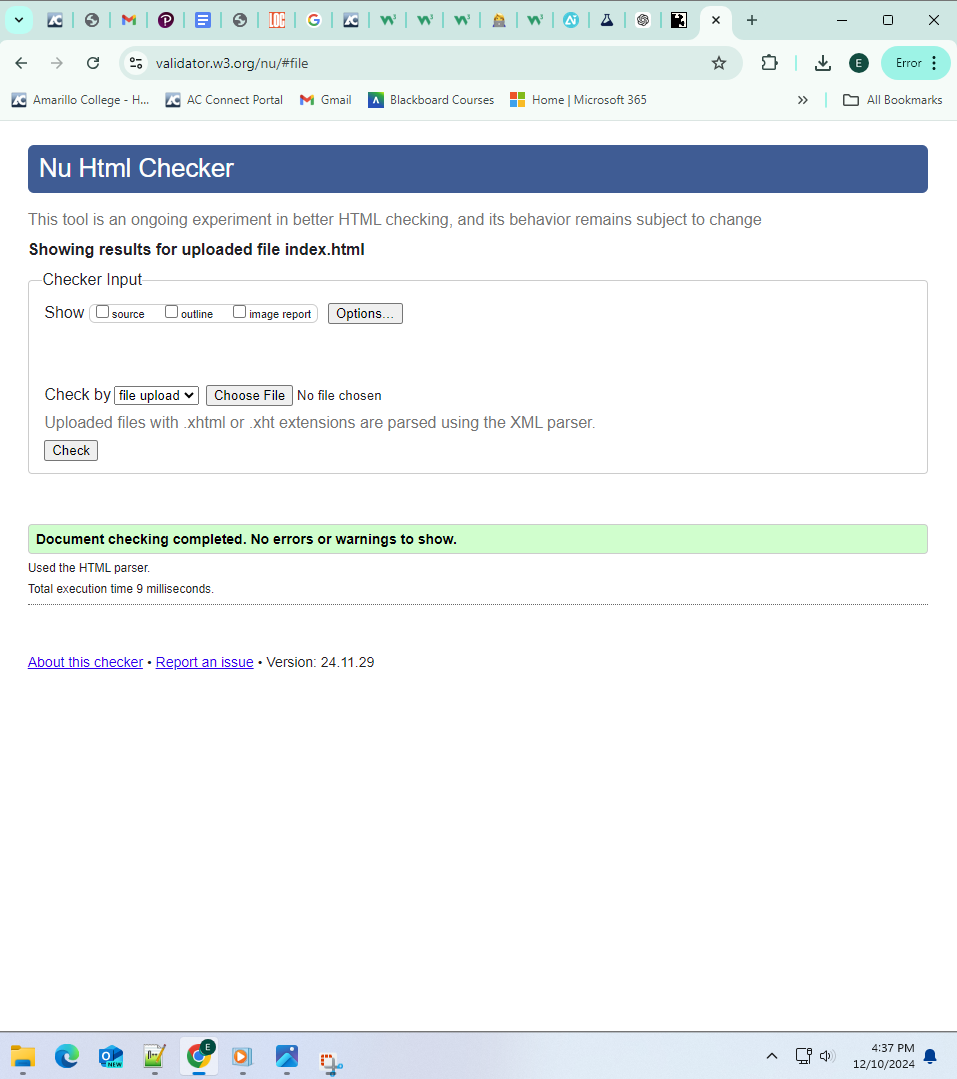 validator.w3.org/nu/#file
E
Error
Amarillo College - H...
AC Connect Portal
Gmail
Blackboard Courses
Home | Microsoft 365
All Bookmarks
Nu Html Checker
This tool is an ongoing experiment in better HTML checking, and its behavior remains subject to change
Showing results for uploaded file index.html
Checker Input
Show source outline image report Options...
Check by file upload Choose File No file chosen
Uploaded files with .xhtml or .xht extensions are parsed using the XML parser.
Check
Document checking completed. No errors or warnings to show.
Used the HTML parser.
Total execution time 9 milliseconds.
About this checker • Report an issue • Version: 24.11.29
4:37 PM
12/10/2024